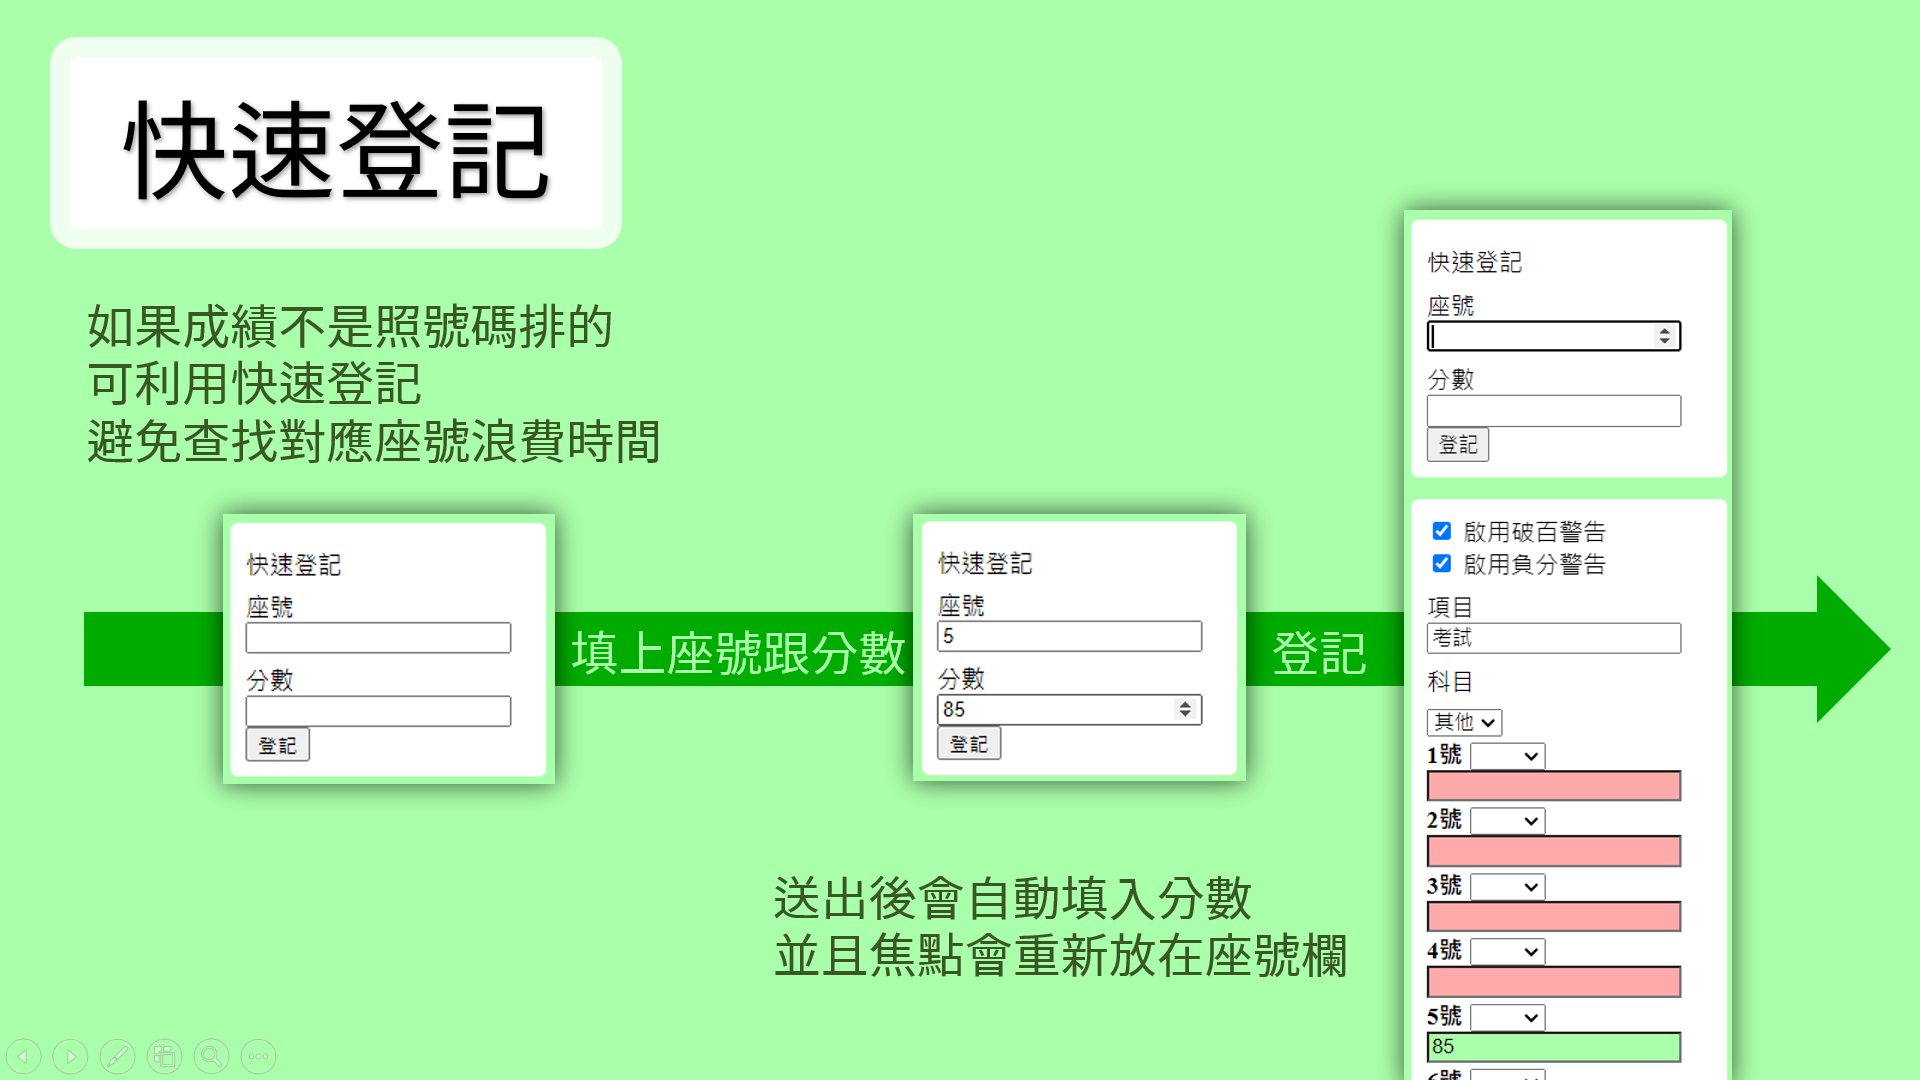 快速登記
如果成績不是照號碼排的
可利用快速登記
避免查找對應座號浪費時間
快速登記
座號
分數
登記
填上座號跟分數
快速登記
座號
5
分數
85
登記
登記
送出後會自動填入分數
並且焦點會重新放在座號欄
快速登記
座號
分數
登記
啟用破百警告
啟用負分警告
項目
考試
科目
其他
1號
2號
3號
4號
5號
85
6號